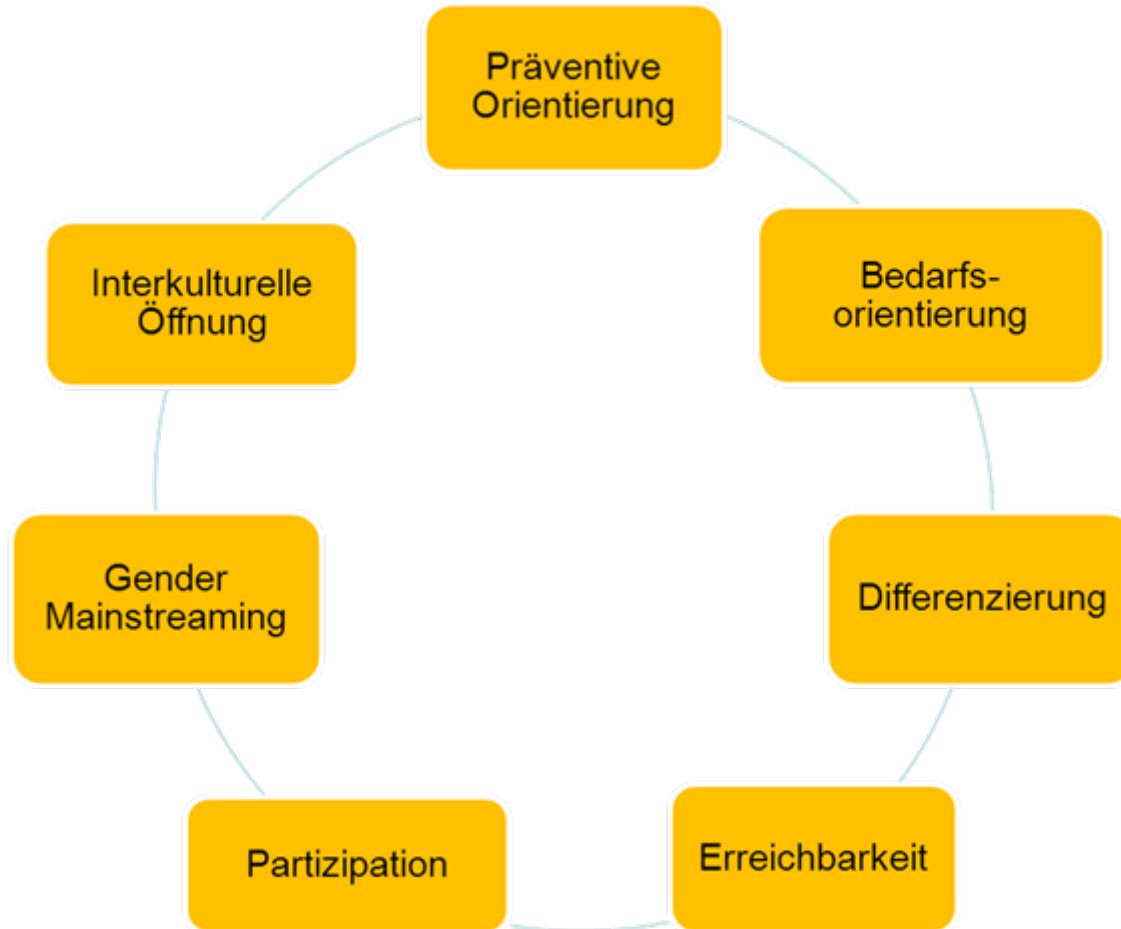 Präventive
Orientierung
Bedarfs-
orientierung
Differenzierung
Erreichbarkeit
Partizipation
Gender
Mainstreaming
Interkulturelle
Öffnung